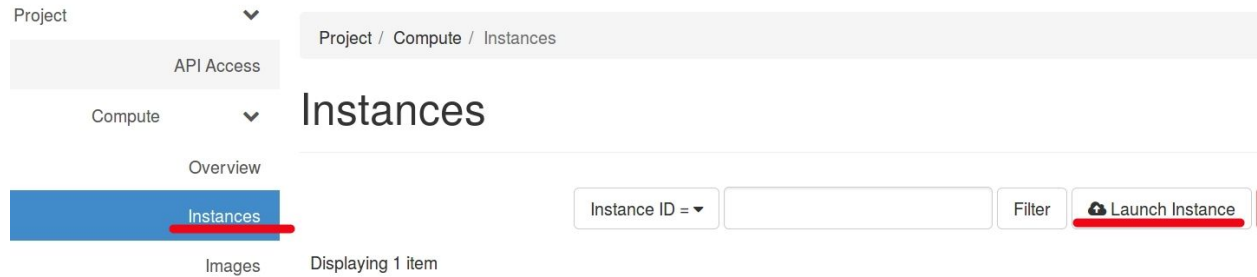 Project
API Access
Compute
Overview
Instances
Images
Project / Compute / Instances
Instances
Instance ID = Filter Launch Instance
Displaying 1 item